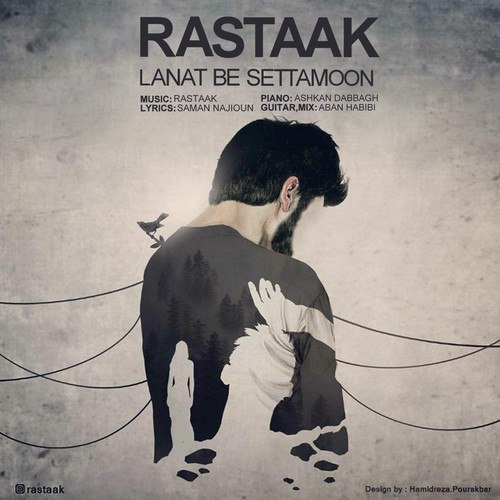 RASTAAK
LANAT BE SETTAMOON
MUSIC: RASTAAK PIANO: ASHKAN DABBAGH
LYRICS: SAMAN NAJIOUN GUITAR,MIX: ABAN HABIBI
rastaak
Design by : Hamidreza.Pourakbar